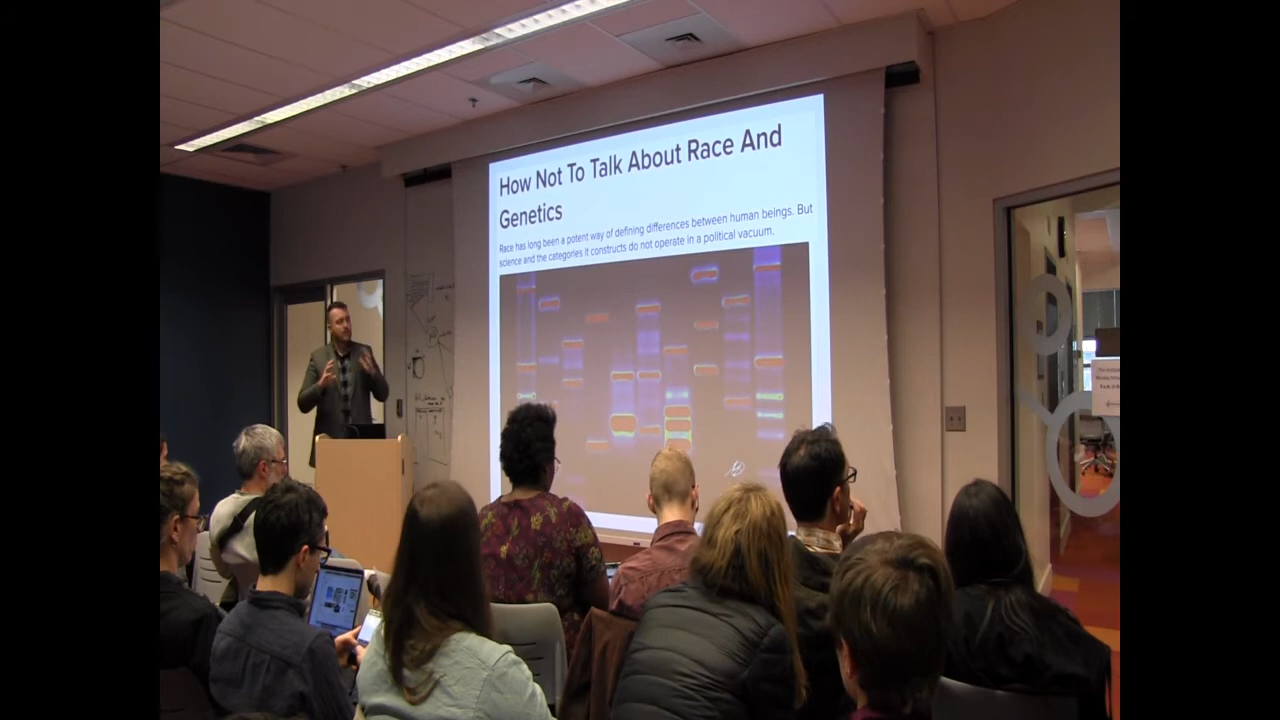 How Not To Talk About Race And
Genetics
Race has long been a potent way of defining differences between human beings. But
science and the categories it constructs do not operate in a political vacuum.